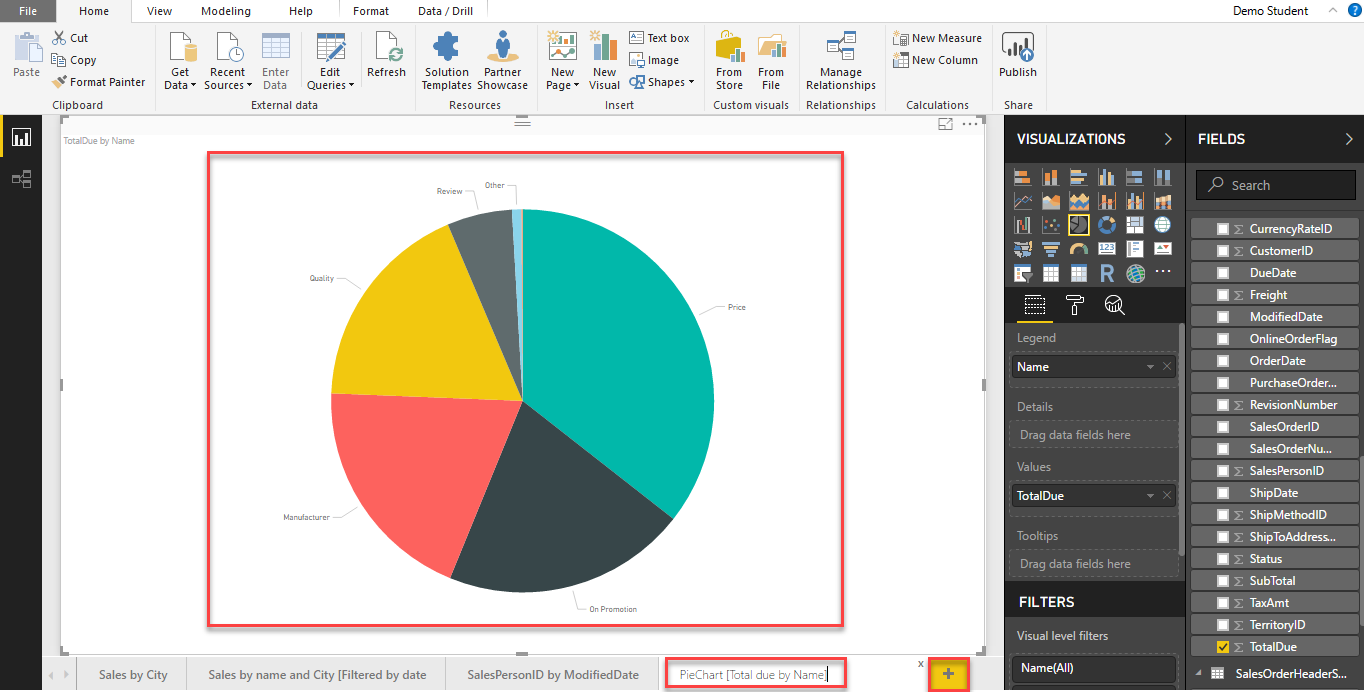 File
Home
View
Modeling
Help
Format
Data / Drill
Demo Student
?
Paste
Cut
Copy
Format Painter
Clipboard
Get
Data
Recent
Sources
Enter
Data
Edit
Queries
Refresh
External data
Solution
Templates
Partner
Showcase
Resources
New
Page
New
Visual
Text box
Image
Shapes
Insert
From
Store
From
File
Custom visuals
Manage
Relationships
Relationships
New Measure
New Column
Calculations
Publish
Share
TotalDue by Name
Other
Review
Quality
Price
Manufacturer
On Promotion
VISUALIZATIONS
123
R
Legend
Name
Details
Drag data fields here
Values
TotalDue
Tooltips
Drag data fields here
FILTERS
Visual level filters
Name(All)
FIELDS
Search
Σ CurrencyRateID
Σ CustomerID
DueDate
Σ Freight
ModifiedDate
OnlineOrderFlag
OrderDate
PurchaseOrder...
Σ RevisionNumber
SalesOrderID
SalesOrderNu...
Σ SalesPersonID
ShipDate
Σ ShipMethodID
Σ ShipToAddress...
Σ Status
Σ SubTotal
Σ TaxAmt
Σ TerritoryID
Σ TotalDue
SalesOrderHeaderS...
Sales by City
Sales by name and City [Filtered by date
SalesPersonID by ModifiedDate
PieChart [Total due by Name]
x
+